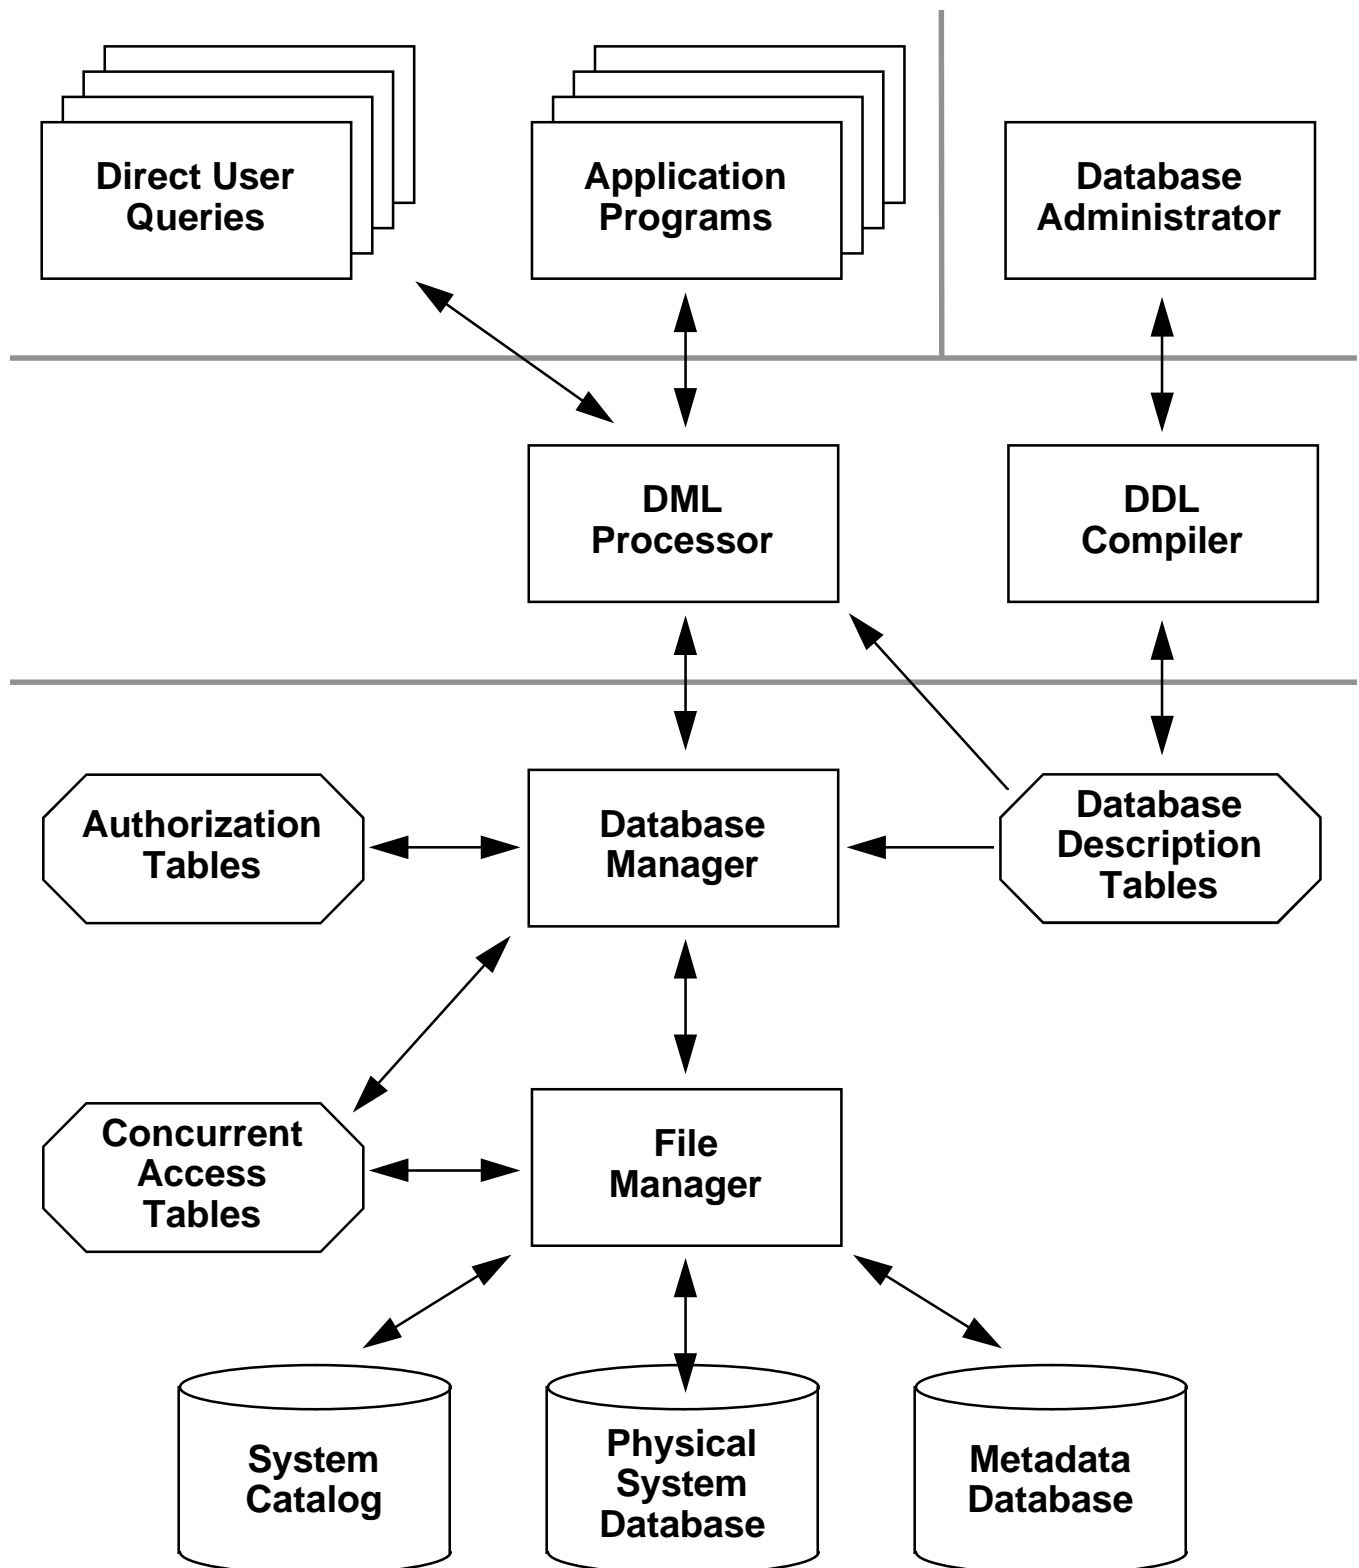 Direct User
Queries
Application
Programs
Database
Administrator
DML
Processor
DDL
Compiler
Authorization
Tables
Database
Manager
Database
Description
Tables
Concurrent
Access
Tables
File
Manager
System
Catalog
Physical
System
Database
Metadata
Database